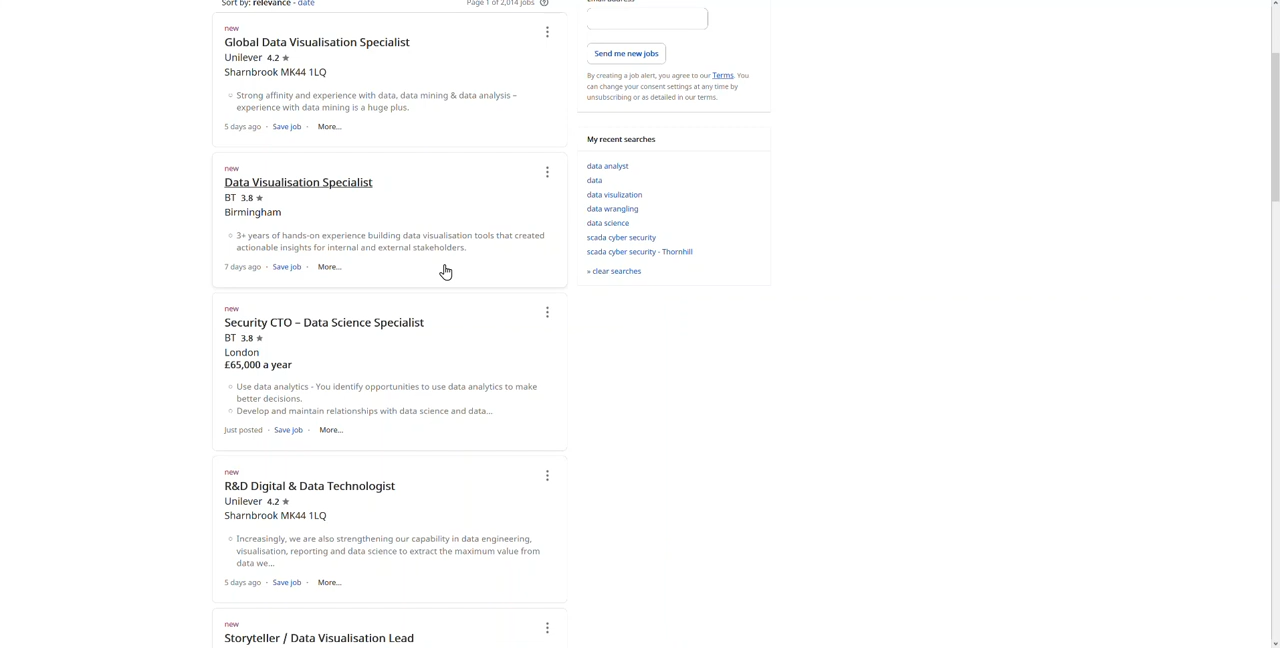 Sort by: relevance - date
Page 1 of 2,014 jobs
new
Global Data Visualisation Specialist
Unilever 4.2
Sharnbrook MK44 1LQ
Strong affinity and experience with data, data mining & data analysis –
experience with data mining is a huge plus.
5 days ago · Save job · More...
new
Data Visualisation Specialist
BT 3.8
Birmingham
3+ years of hands-on experience building data visualisation tools that created
actionable insights for internal and external stakeholders.
7 days ago · Save job · More...
new
Security CTO – Data Science Specialist
BT 3.8
London
£65,000 a year
Use data analytics - You identify opportunities to use data analytics to make
better decisions.
Develop and maintain relationships with data science and data...
Just posted · Save job · More...
new
R&D Digital & Data Technologist
Unilever 4.2
Sharnbrook MK44 1LQ
Increasingly, we are also strengthening our capability in data engineering,
visualisation, reporting and data science to extract the maximum value from
data we...
5 days ago · Save job · More...
new
Storyteller / Data Visualisation Lead
Send me new jobs
By creating a job alert, you agree to our Terms. You
can change your consent settings at any time by
unsubscribing or as detailed in our terms.
My recent searches
data analyst
data
data visulization
data wrangling
data science
scada cyber security
scada cyber security - Thornhill
» clear searches